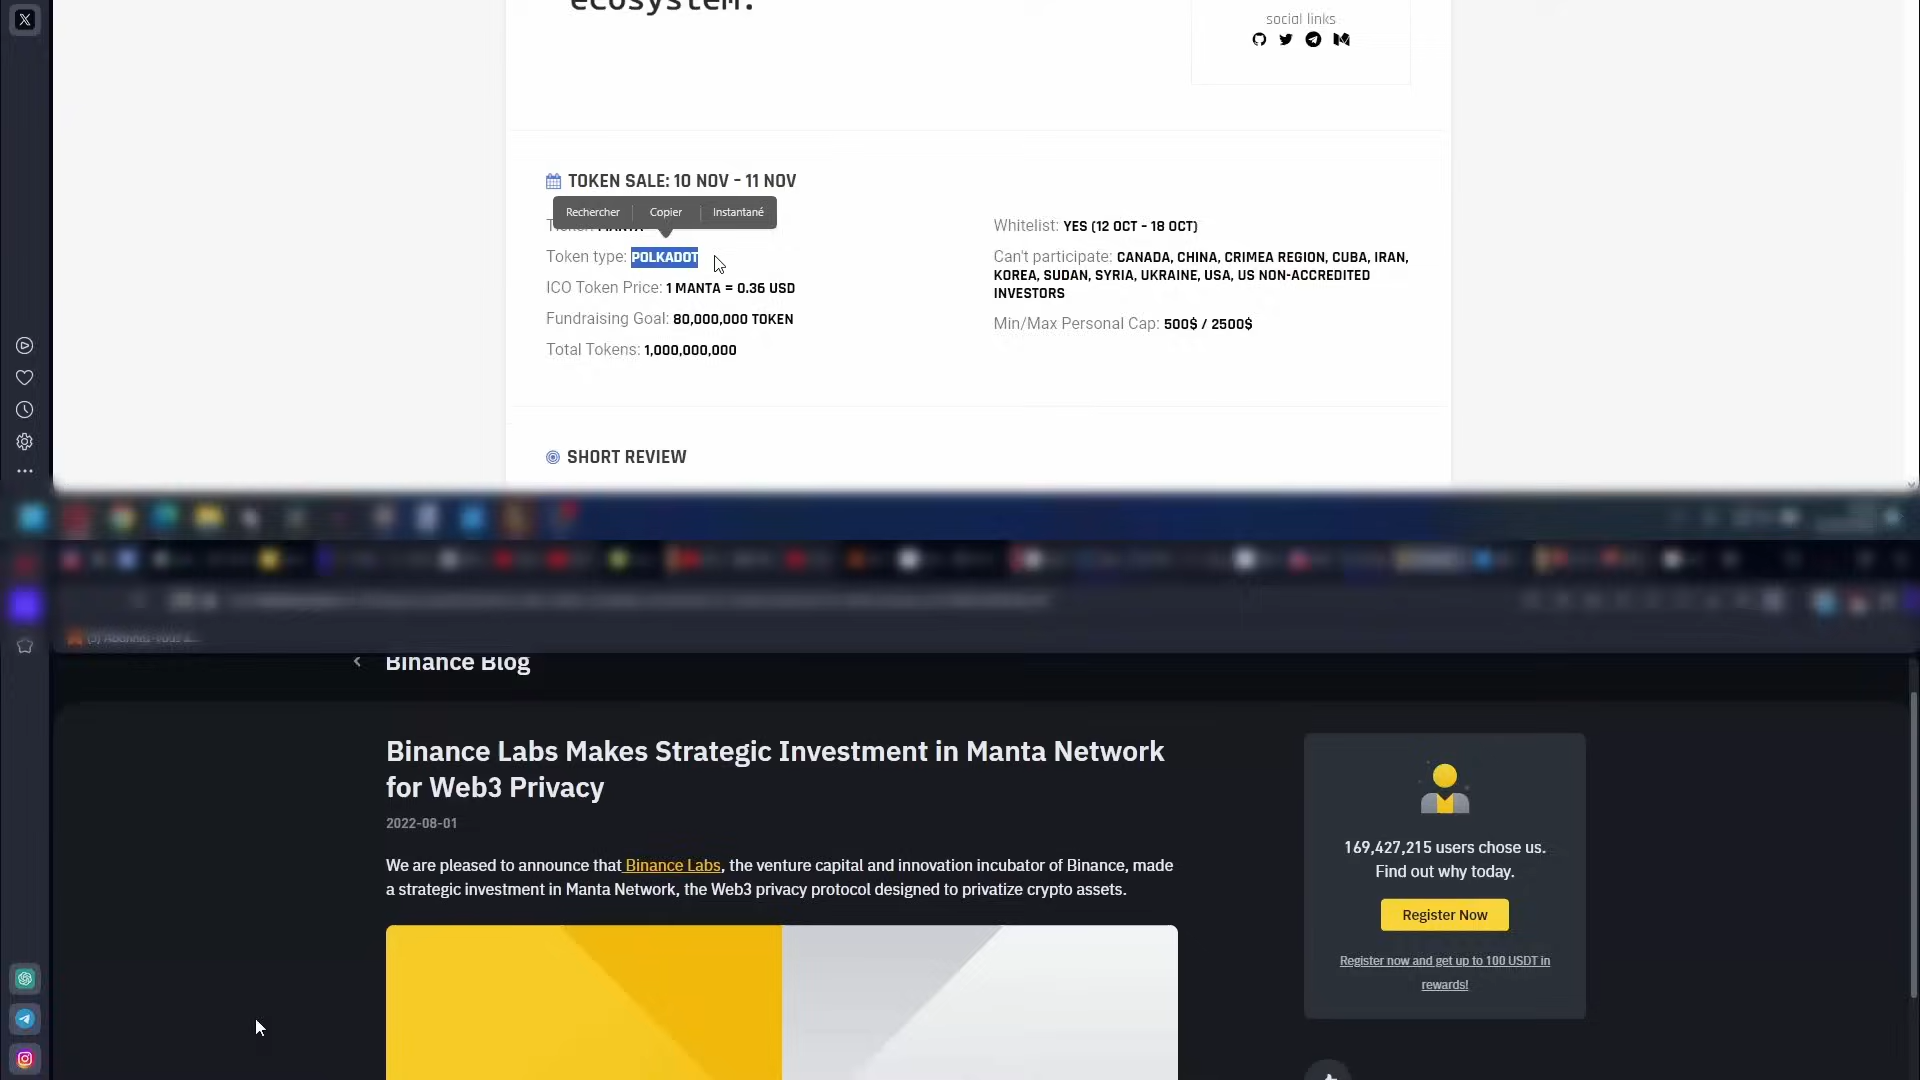 ecosystem.
social links
TOKEN SALE: 10 NOV – 11 NOV
Rechercher Copier Instantané
Ticker: MANTA
Token type: POLKADOT
ICO Token Price: 1 MANTA = 0.36 USD
Fundraising Goal: 80,000,000 TOKEN
Total Tokens: 1,000,000,000
Whitelist: YES (12 OCT – 18 OCT)
Can't participate: CANADA, CHINA, CRIMEA REGION, CUBA, IRAN,
KOREA, SUDAN, SYRIA, UKRAINE, USA, US NON-ACCREDITED
INVESTORS
Min/Max Personal Cap: 500$ / 2500$
SHORT REVIEW
Binance Blog
Binance Labs Makes Strategic Investment in Manta Network
for Web3 Privacy
2022-08-01
We are pleased to announce that Binance Labs, the venture capital and innovation incubator of Binance, made
a strategic investment in Manta Network, the Web3 privacy protocol designed to privatize crypto assets.
169,427,215 users chose us.
Find out why today.
Register Now
Register now and get up to 100 USDT in
rewards!